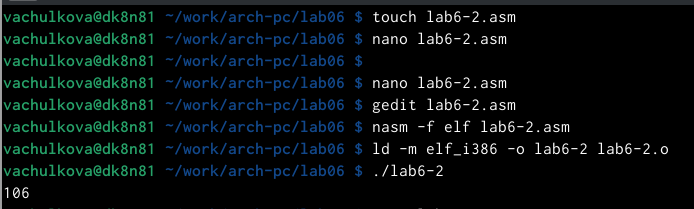 vachulkova@dk8n81 ~/work/arch-pc/lab06 $ touch lab6-2.asm
vachulkova@dk8n81 ~/work/arch-pc/lab06 $ nano lab6-2.asm
vachulkova@dk8n81 ~/work/arch-pc/lab06 $
vachulkova@dk8n81 ~/work/arch-pc/lab06 $ nano lab6-2.asm
vachulkova@dk8n81 ~/work/arch-pc/lab06 $ gedit lab6-2.asm
vachulkova@dk8n81 ~/work/arch-pc/lab06 $ nasm -f elf lab6-2.asm
vachulkova@dk8n81 ~/work/arch-pc/lab06 $ ld -m elf_i386 -o lab6-2 lab6-2.o
vachulkova@dk8n81 ~/work/arch-pc/lab06 $ ./lab6-2
106